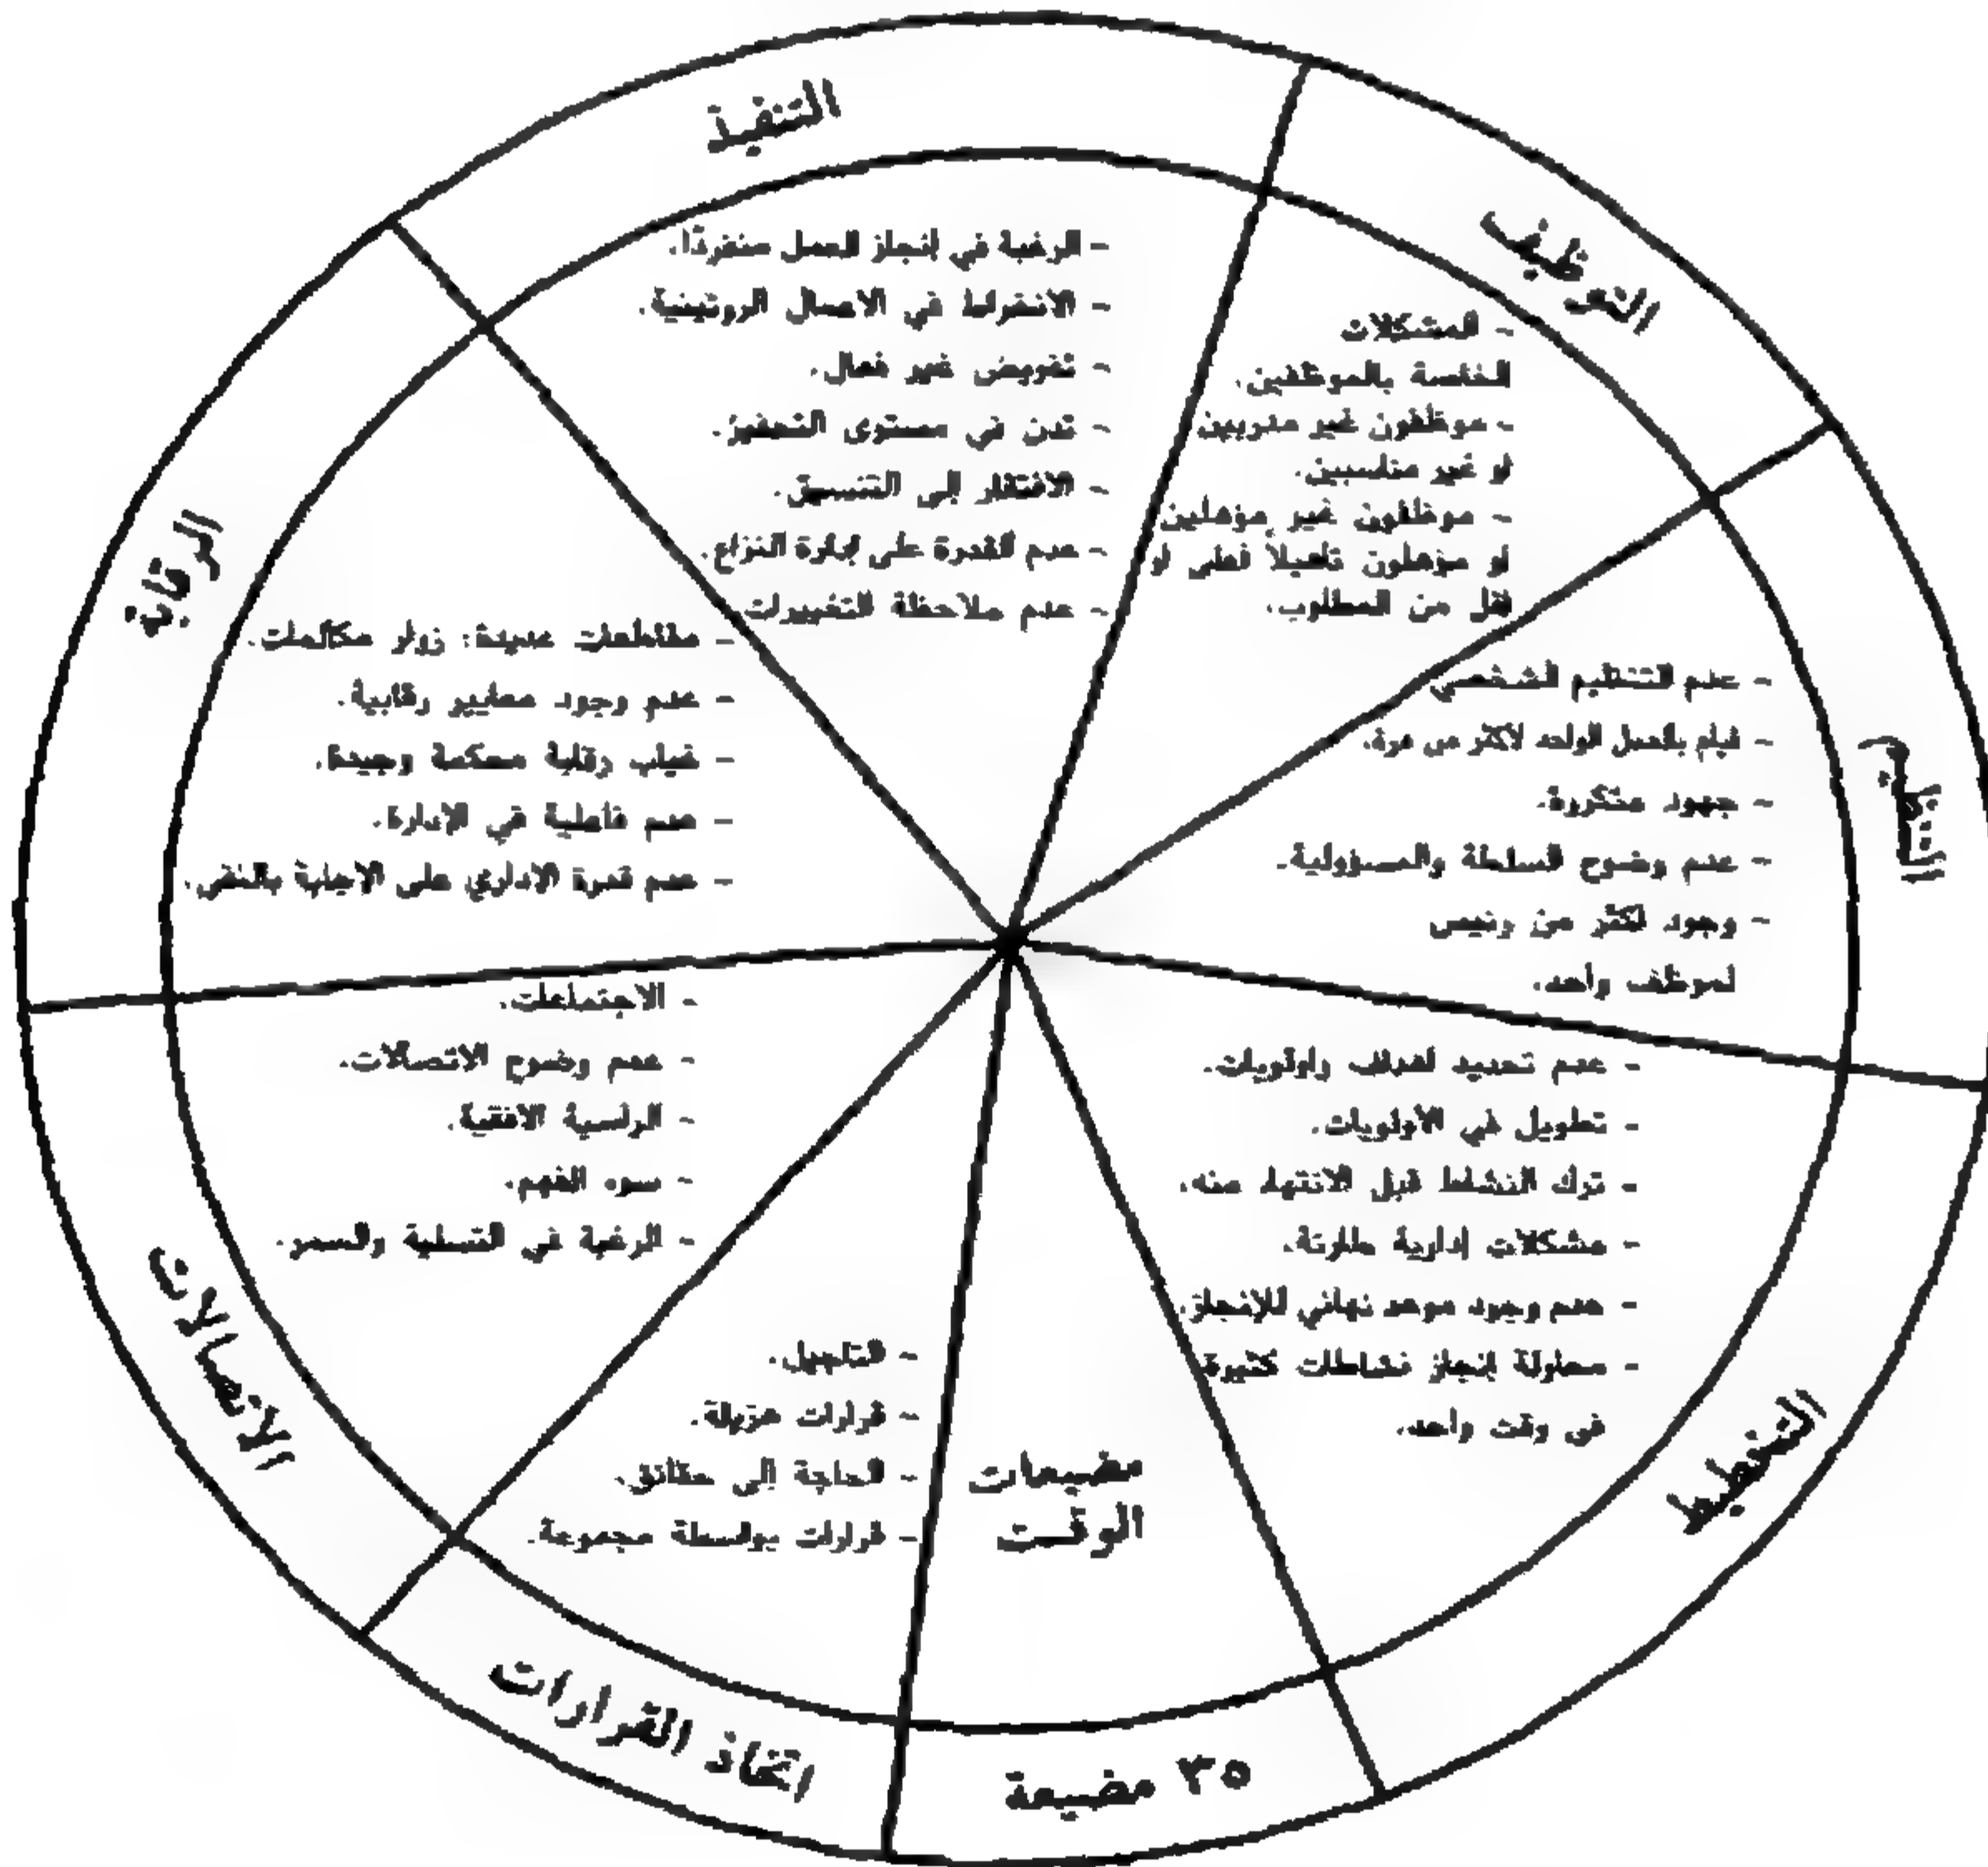 التنفيذ
- الرغبة في إنجاز العمل منفردًا.
- الانخراط في الاعمال الروتينية.
- تفويض غير فعال.
- تدن في مستوى التحفيز.
- الافتقار إلى التنسيق.
- عدم القدرة على إدارة النزاع.
- عدم ملاحظة التغييرات
التوظيف
- المشكلات
الخاصة بالموظفين.
- موظفون غير مدربين
أو غير مناسبين.
- موظفون غير مؤهلين
أو مؤهلون تأهيلاً أعلى أو
أقل من المطلوب.
التنظيم
- عدم التنظيم الشخصي
- قيام بالعمل الواحد لأكثر من مرة.
- جهود متكررة.
- عدم وضوح السلطة والمسؤولية.
- وجود أكثر من رئيس
لموظف واحد.
التخطيط
- عدم تحديد أهداف وأولويات.
- تطويل في الأولويات.
- ترك النشاط قبل الانتهاء منه.
- مشكلات إدارية طارئة.
- عدم وجود موعد نهائي للإنجاز.
- محاولة إنجاز نشاطات كثيرة
في وقت واحد.
مضيعات
الوقت
٣٥ مضيعة
اتخاذ القرارات
- التأجيل.
- قرارات هزيلة.
- الحاجة إلى حقائق.
- قرارات بواسطة مجموعة.
الاتصالات
- الاجتماعات.
- عدم وضوح الاتصالات.
- الرأسية الافقية.
- سوء الفهم.
- الرغبة في التسلية والسمر.
الرقابة
- مقاطعات عديدة: زوار مكالمات.
- عدم وجود معايير رقابية.
- غياب رقابة محكمة وجيدة.
- عدم فاعلية في الإدارة.
- عدم قدرة الاداري على الاجابة بالنفي.